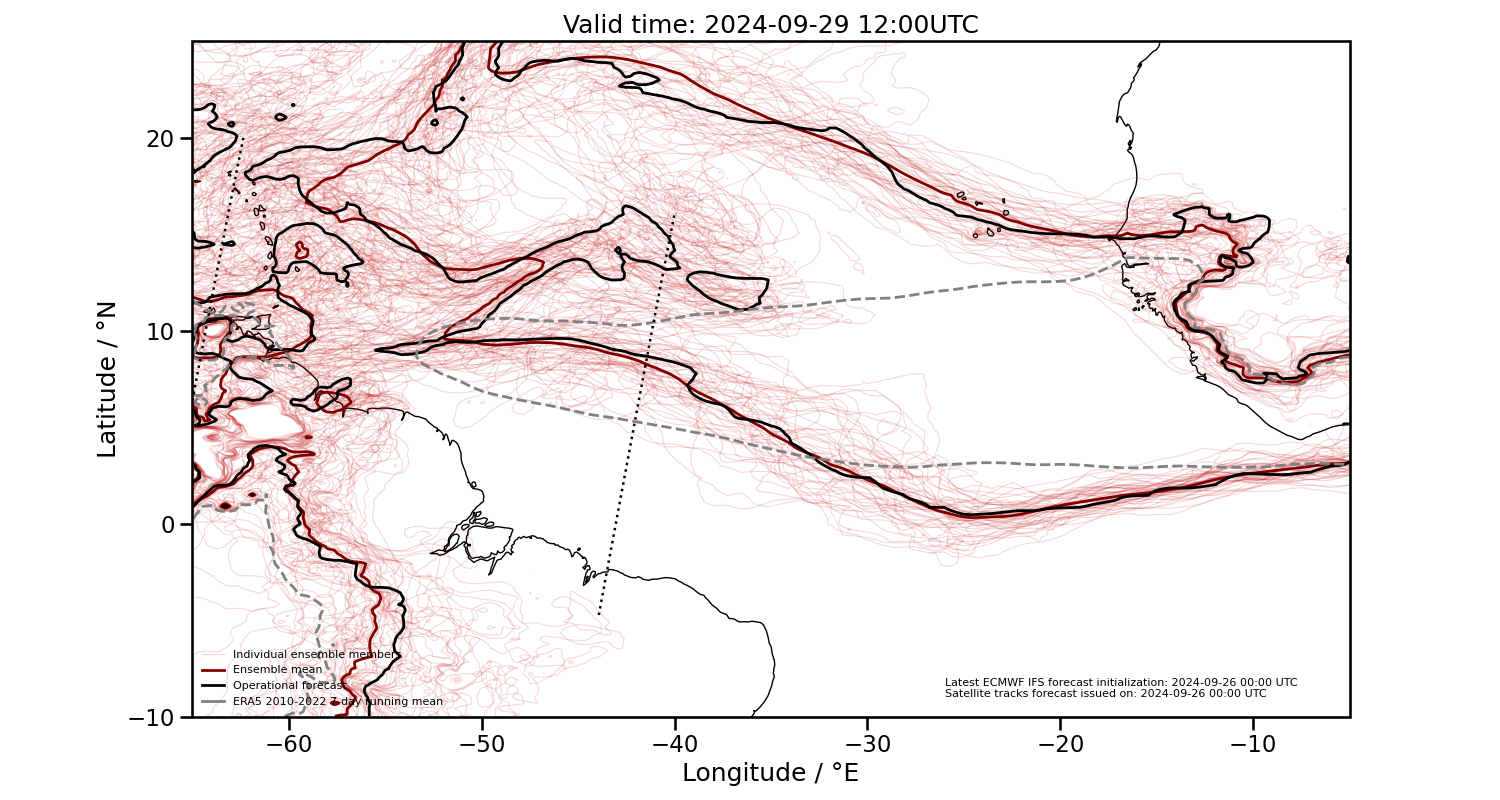 Valid time: 2024-09-29 12:00UTC
Latitude / °N
20
10
0
−10
Individual ensemble members
Ensemble mean
Operational forecast
ERA5 2010-2022 7-day running mean
Latest ECMWF IFS forecast initialization: 2024-09-26 00:00 UTC
Satellite tracks forecast issued on: 2024-09-26 00:00 UTC
−60
−50
−40
−30
−20
−10
Longitude / °E